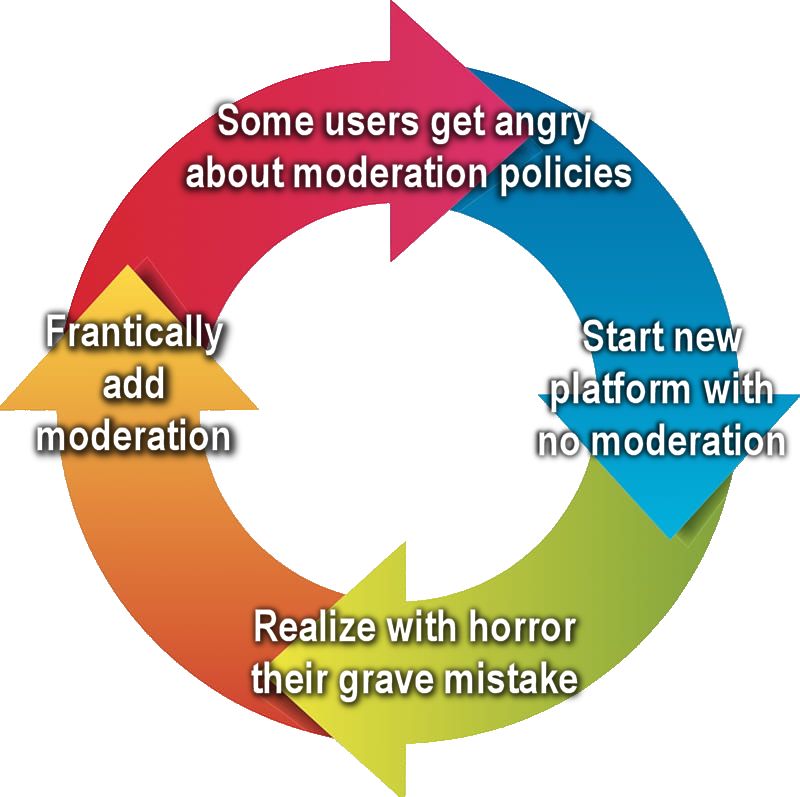 Some users get angry
about moderation policies
Start new
platform with
no moderation
Realize with horror
their grave mistake
Frantically
add
moderation